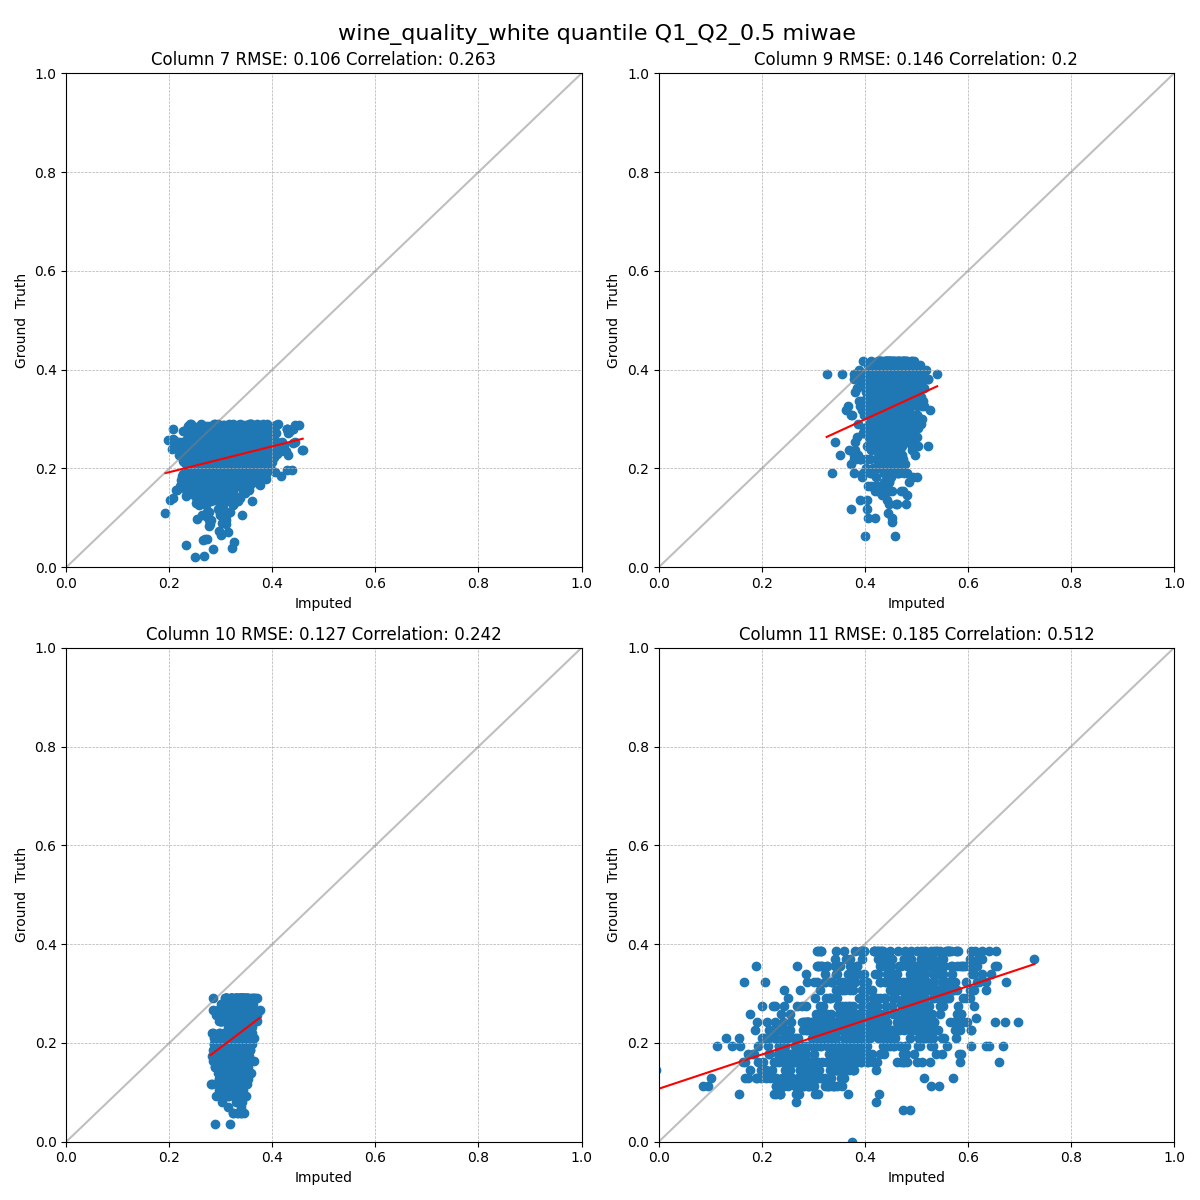 wine_quality_white quantile Q1_Q2_0.5 miwae
Column 7 RMSE: 0.106 Correlation: 0.263
1.0
0.8
0.6
0.4
0.2
0.0
Ground  Truth
0.0 0.2 0.4 0.6 0.8 1.0
Imputed
Column 9 RMSE: 0.146 Correlation: 0.2
1.0
0.8
0.6
0.4
0.2
0.0
Ground  Truth
0.0 0.2 0.4 0.6 0.8 1.0
Imputed
Column 10 RMSE: 0.127 Correlation: 0.242
1.0
0.8
0.6
0.4
0.2
0.0
Ground  Truth
0.0 0.2 0.4 0.6 0.8 1.0
Imputed
Column 11 RMSE: 0.185 Correlation: 0.512
1.0
0.8
0.6
0.4
0.2
0.0
Ground  Truth
0.0 0.2 0.4 0.6 0.8 1.0
Imputed